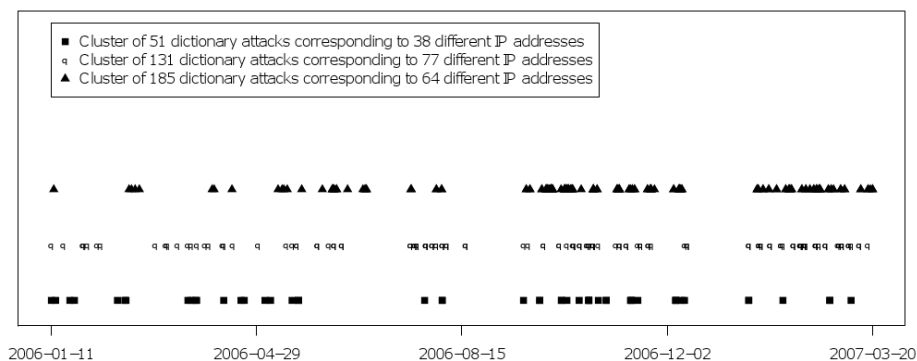 Cluster of 51 dictionary attacks corresponding to 38 different IP addresses
Cluster of 131 dictionary attacks corresponding to 77 different IP addresses
Cluster of 185 dictionary attacks corresponding to 64 different IP addresses
2006-01-11 2006-04-29 2006-08-15 2006-12-02 2007-03-20